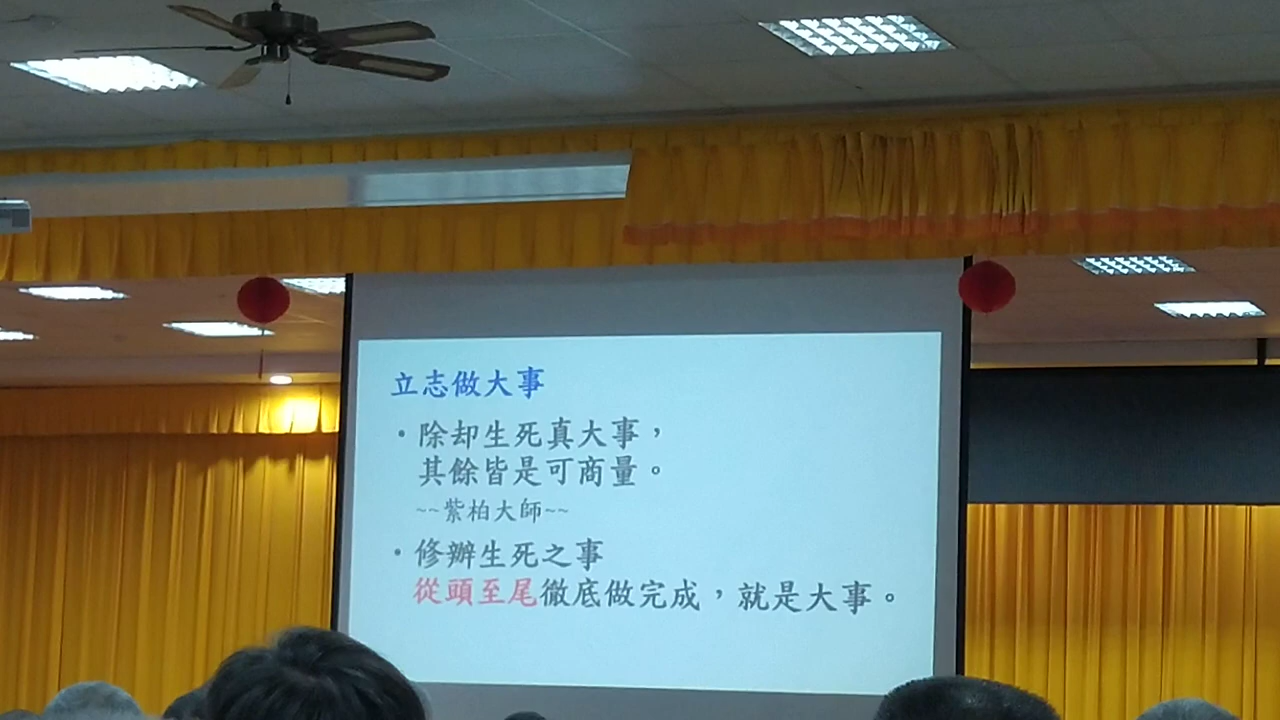 立志做大事
•除却生死真大事，
其餘皆是可商量。
~~紫柏大師~~
•修辦生死之事
從頭至尾徹底做完成，就是大事。